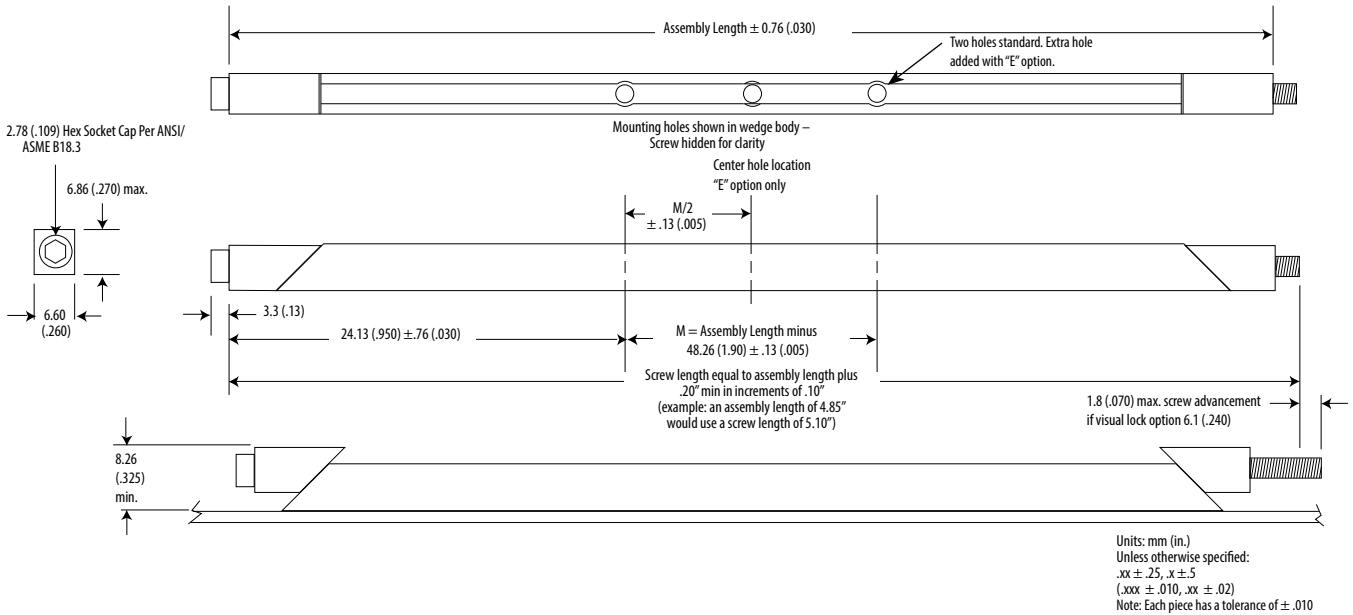 Assembly Length ± 0.76 (.030)
Two holes standard. Extra hole
added with “E” option.
2.78 (.109) Hex Socket Cap Per ANSI/
ASME B18.3
Mounting holes shown in wedge body –
Screw hidden for clarity
Center hole location
“E” option only
6.86 (.270) max.
M/2
± .13 (.005)
6.60
(.260)
3.3 (.13)
24.13 (.950) ±.76 (.030)
M = Assembly Length minus
48.26 (1.90) ± .13 (.005)
Screw length equal to assembly length plus
.20” min in increments of .10”
(example: an assembly length of 4.85”
would use a screw length of 5.10”)
1.8 (.070) max. screw advancement
if visual lock option 6.1 (.240)
8.26
(.325)
min.
Units: mm (in.)
Unless otherwise specified:
.xx ± .25, .x ±.5
(.xxx ± .010, .xx ± .02)
Note: Each piece has a tolerance of ± .010